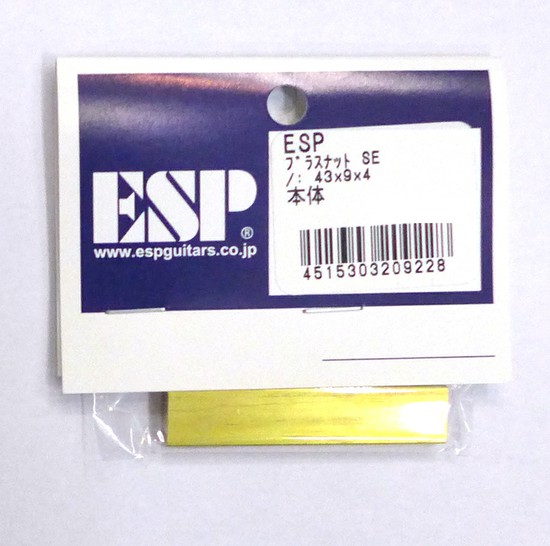 ESP®
www.espguitars.co.jp
ESP
ﾌﾞﾗｽﾅｯﾄ SE
/: 43x9x4
本体
4515303209228